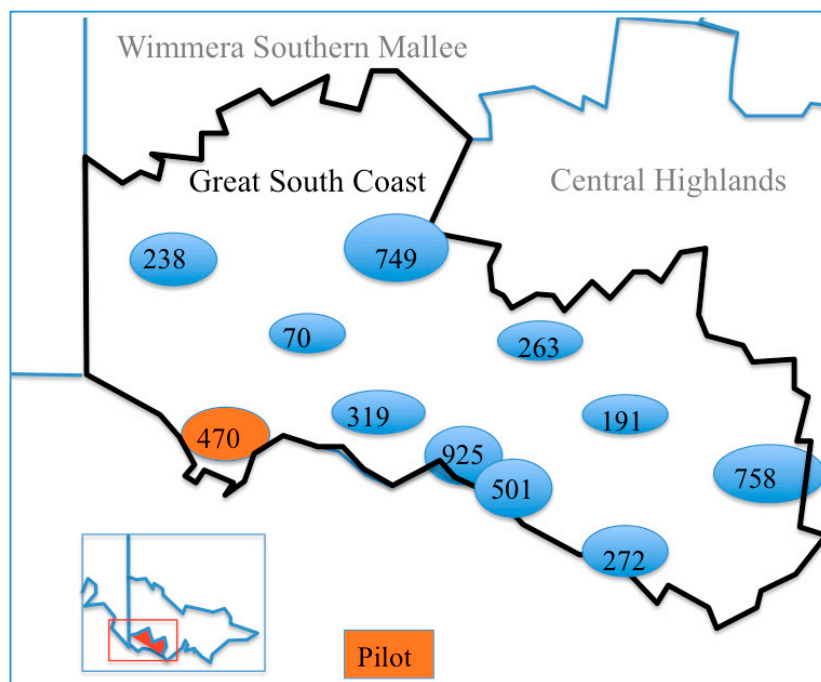 Wimmera Southern Mallee
Great South Coast
Central Highlands
238
749
70
263
319
191
470
925
758
501
272
Pilot